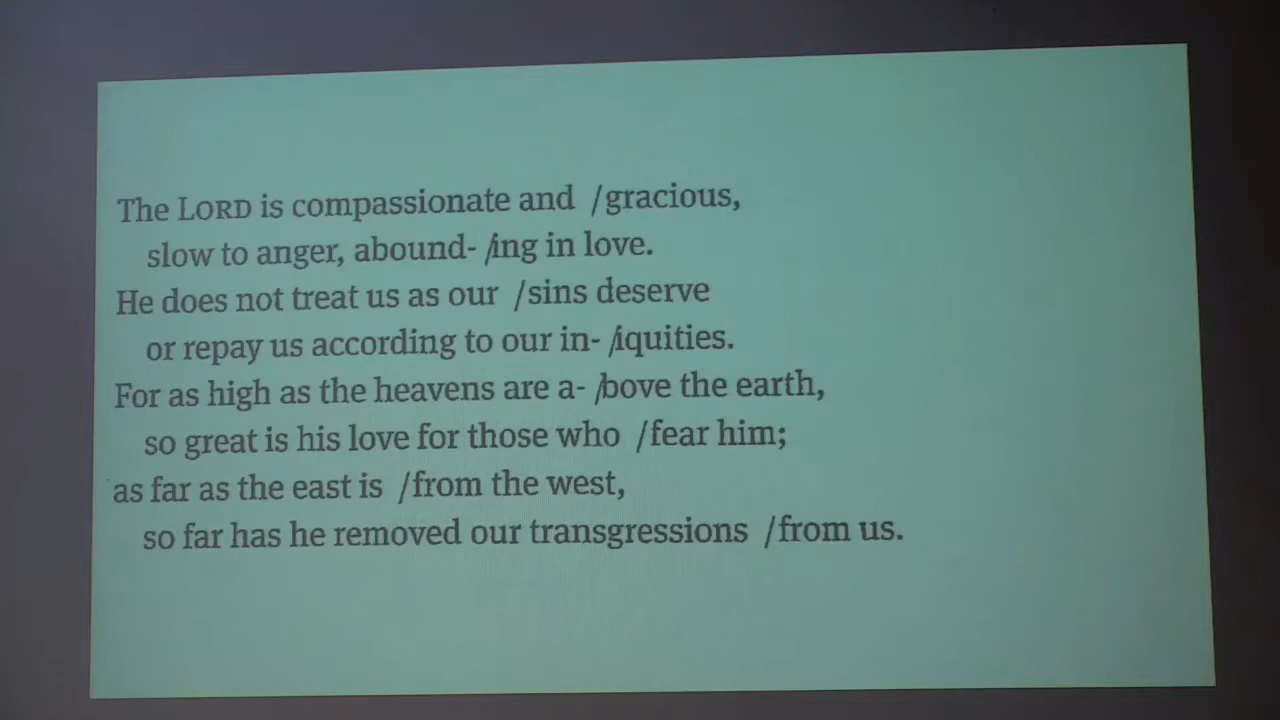 The LORD is compassionate and /gracious,
slow to anger, abound- /ing in love.
He does not treat us as our /sins deserve
or repay us according to our in- /iquities.
For as high as the heavens are a- /bove the earth,
so great is his love for those who /fear him;
as far as the east is /from the west,
so far has he removed our transgressions /from us.